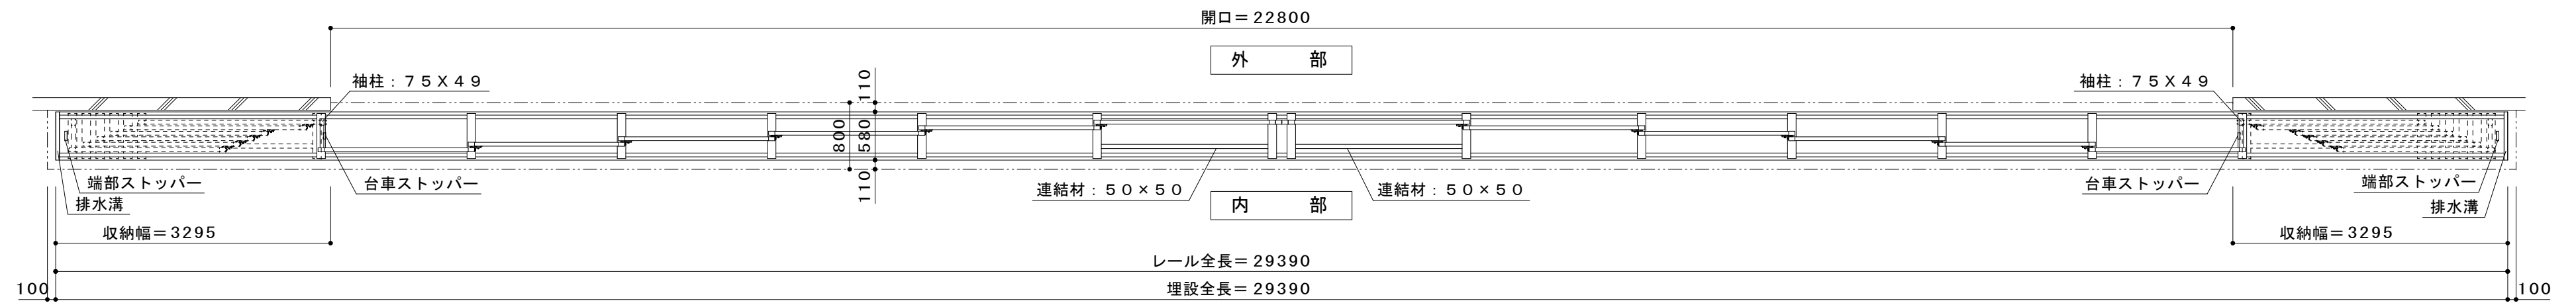 開口＝22800
外　部
袖柱：７５Ｘ４９
袖柱：７５Ｘ４９
110
800
580
110
端部ストッパー
台車ストッパー
連結材：５０×５０
連結材：５０×５０
台車ストッパー
端部ストッパー
排水溝
内　部
排水溝
収納幅＝3295
収納幅＝3295
レール全長＝29390
100
埋設全長＝29390
100